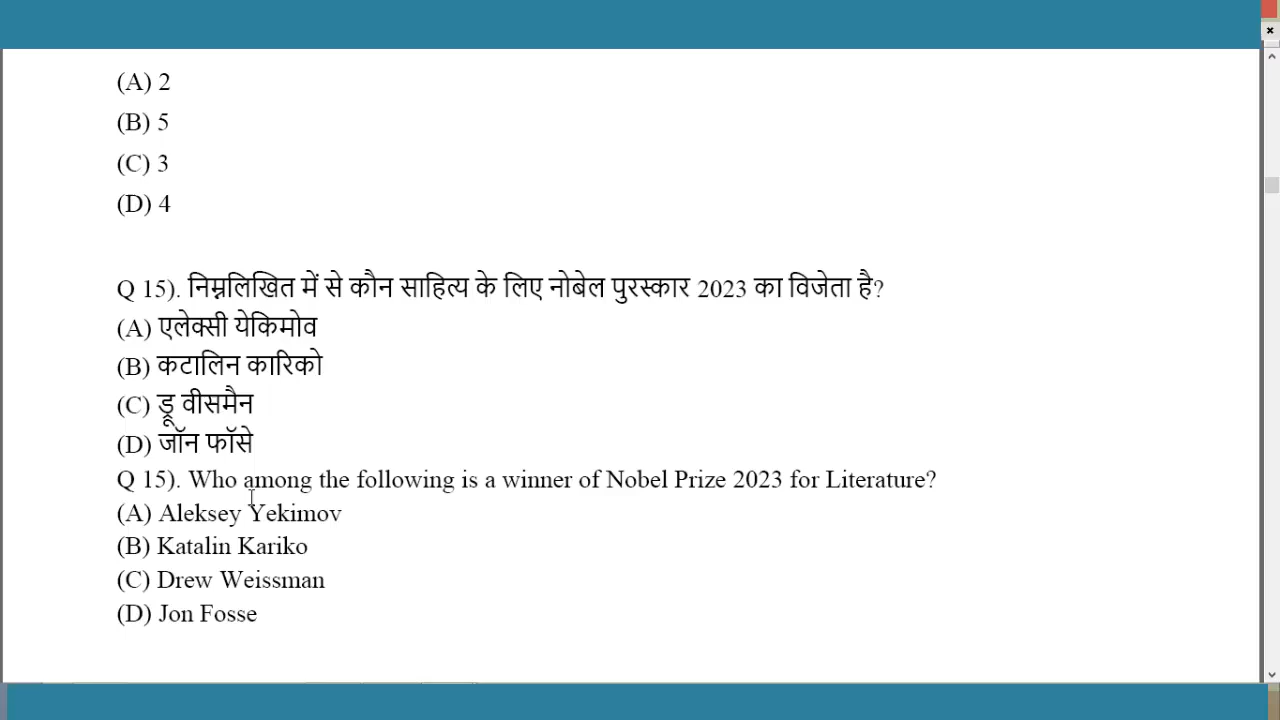 (A) 2
(B) 5
(C) 3
(D) 4
Q 15). निम्नलिखित में से कौन साहित्य के लिए नोबेल पुरस्कार 2023 का विजेता है?
(A) एलेक्सी येकिमोव
(B) कटालिन कारिको
(C) ड्रू वीसमैन
(D) जॉन फॉसे
Q 15). Who among the following is a winner of Nobel Prize 2023 for Literature?
(A) Aleksey Yekimov
(B) Katalin Kariko
(C) Drew Weissman
(D) Jon Fosse